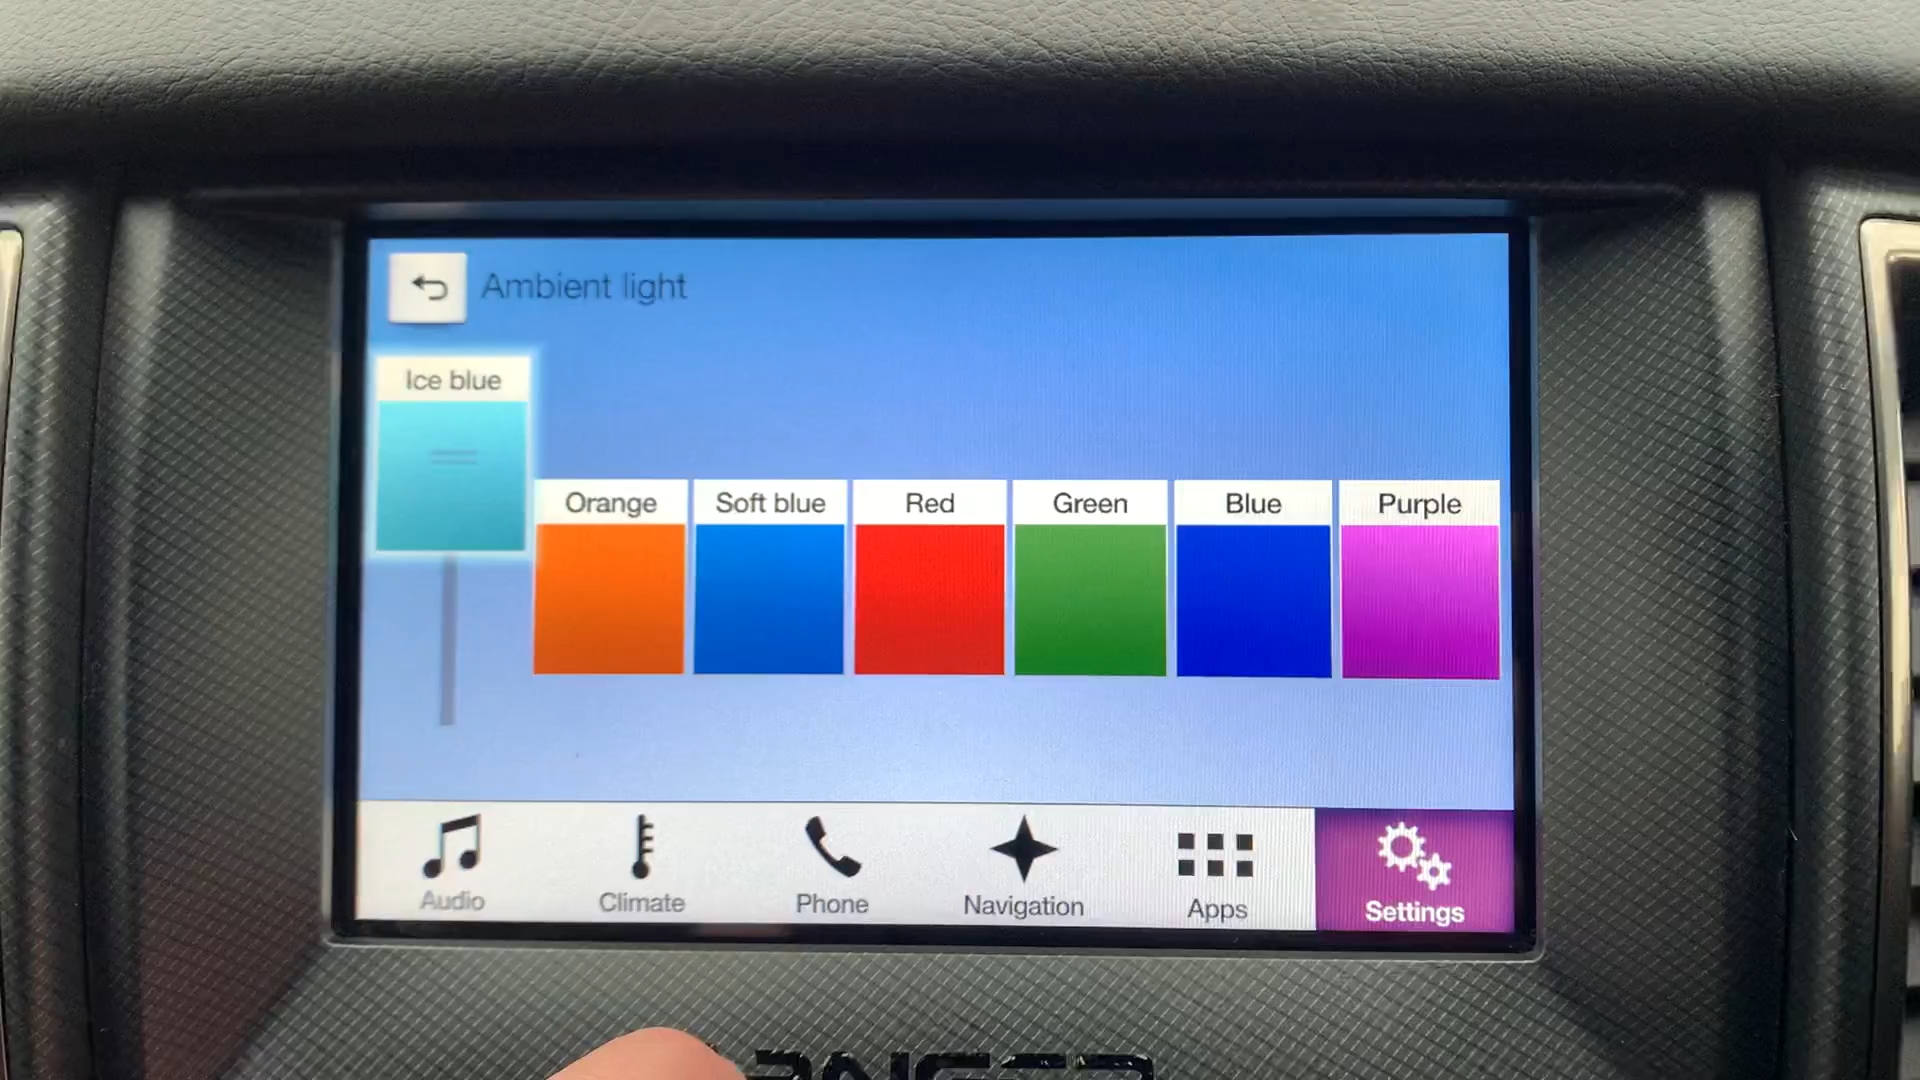 Ambient light
Ice blue
Orange
Soft blue
Red
Green
Blue
Purple
Audio
Climate
Phone
Navigation
Apps
Settings